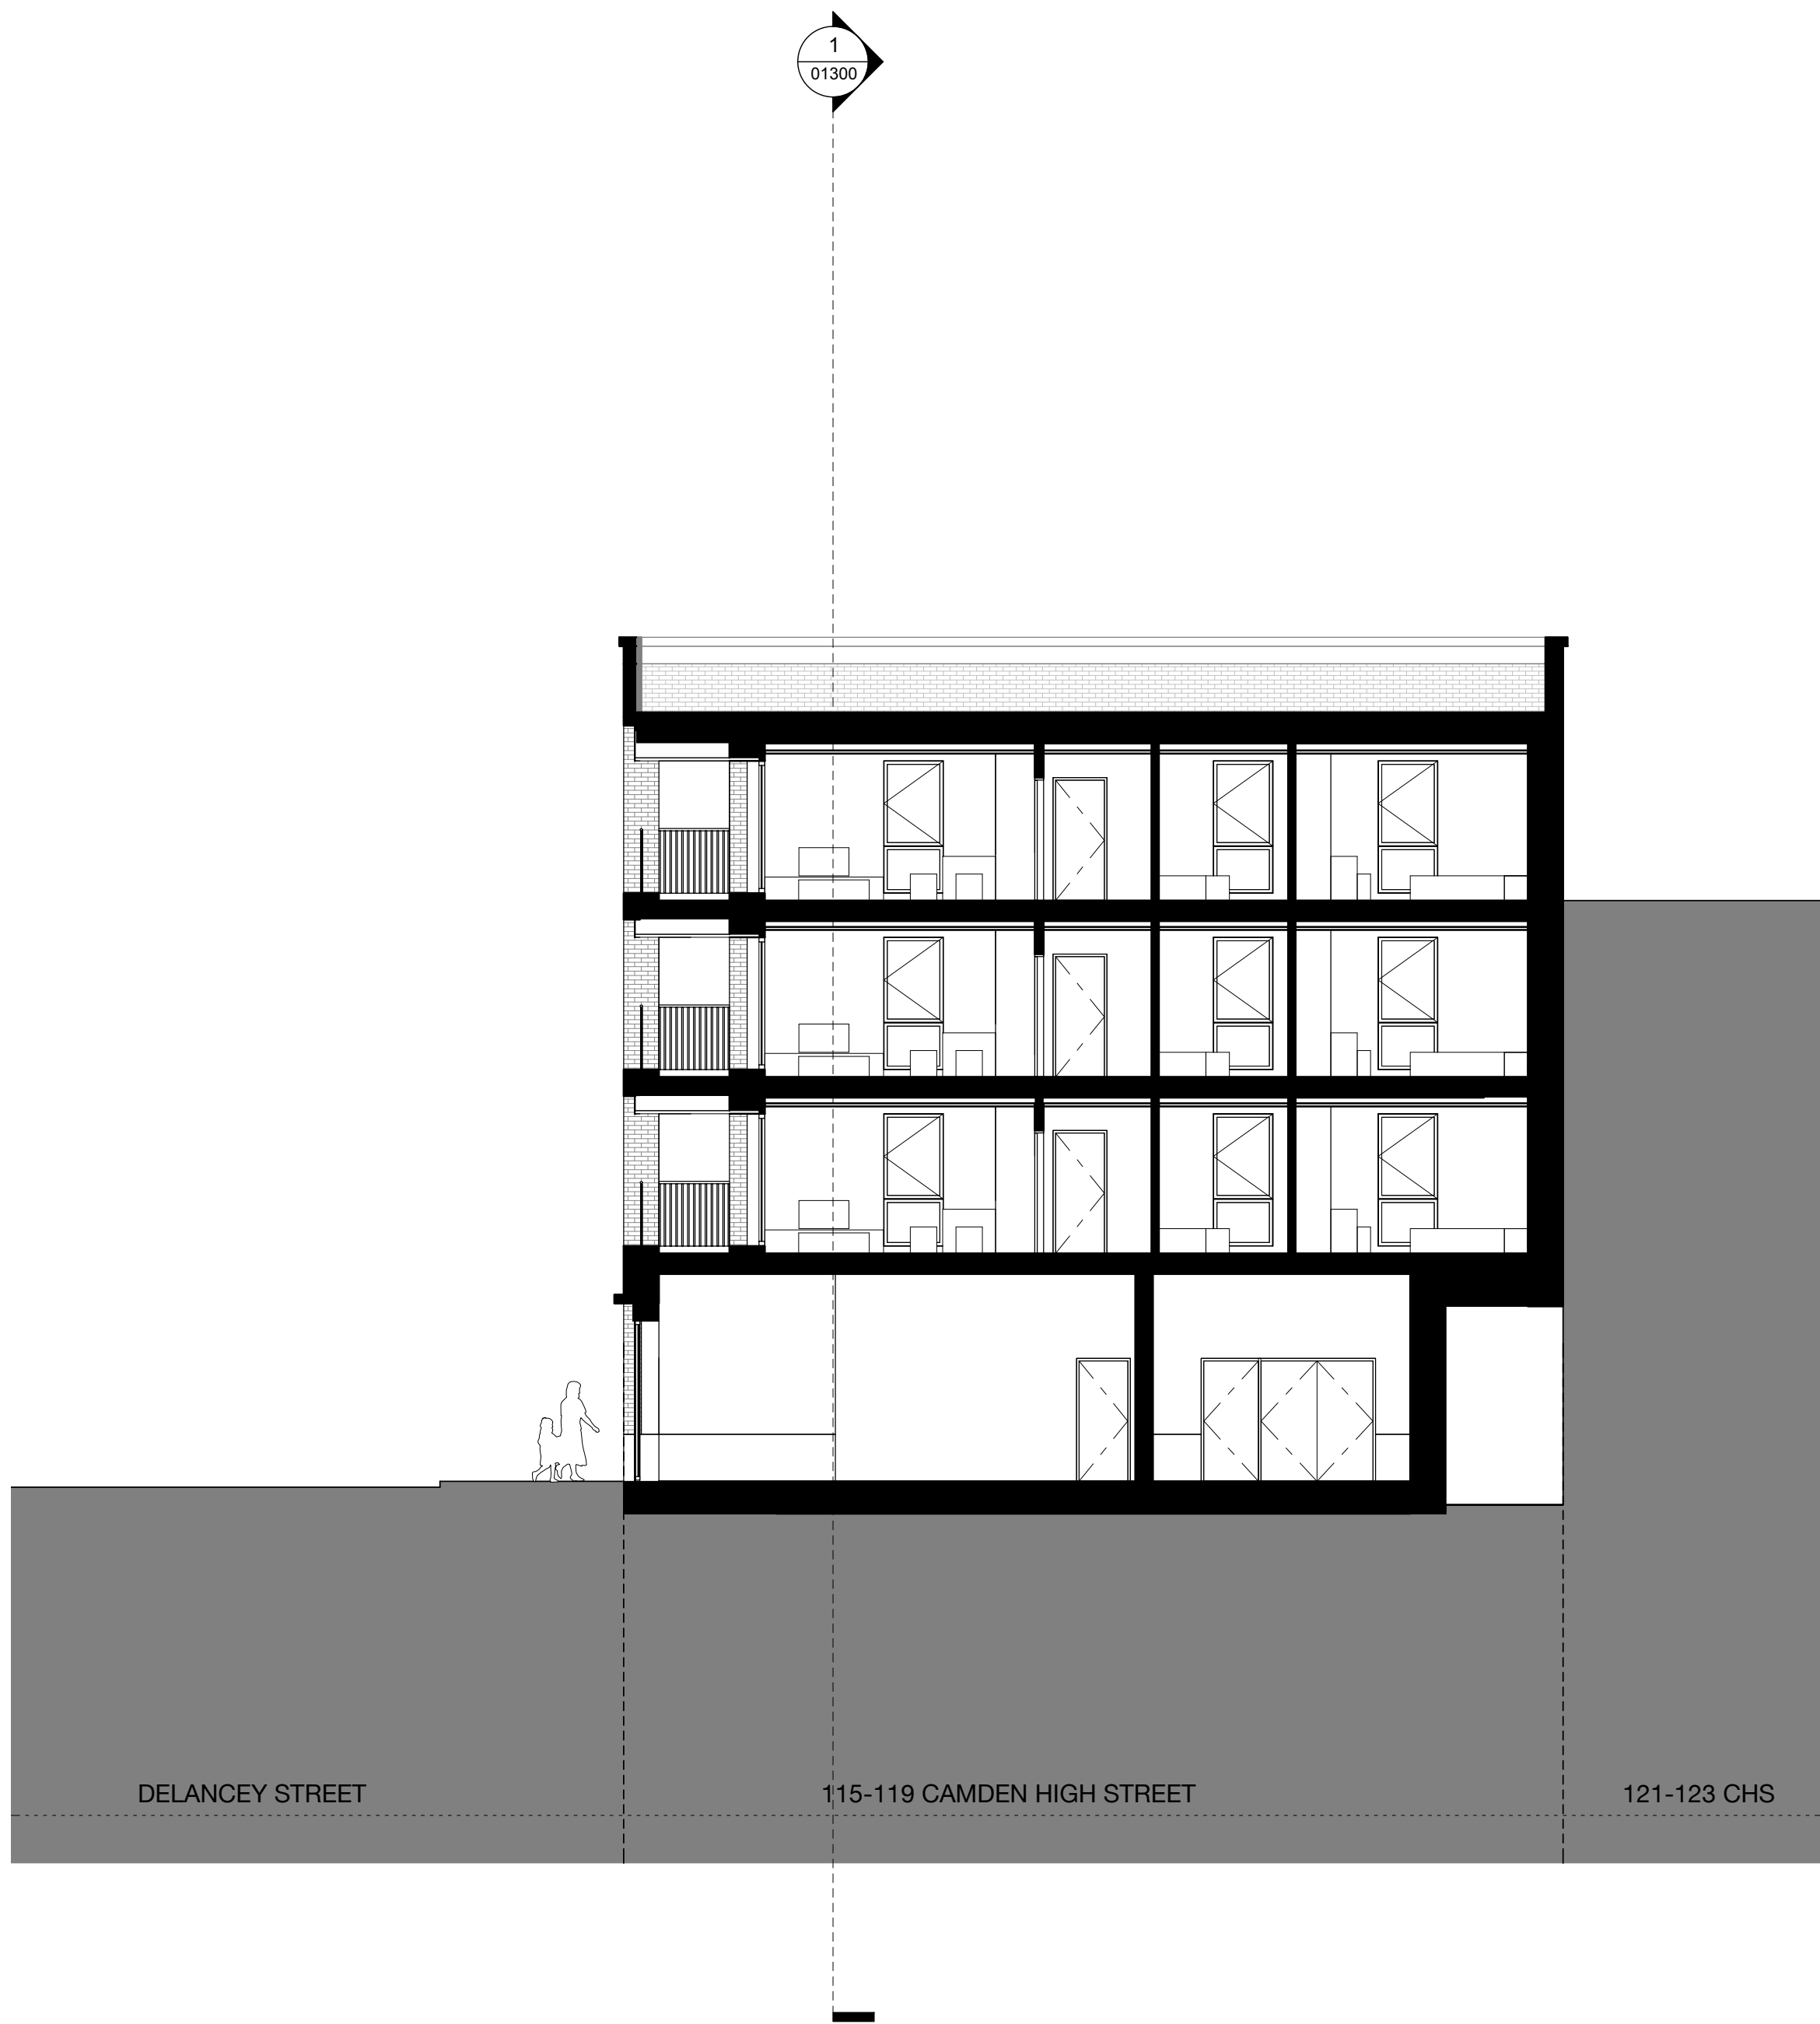 1
01300
DELANCEY STREET
115-119 CAMDEN HIGH STREET
121-123 CHS